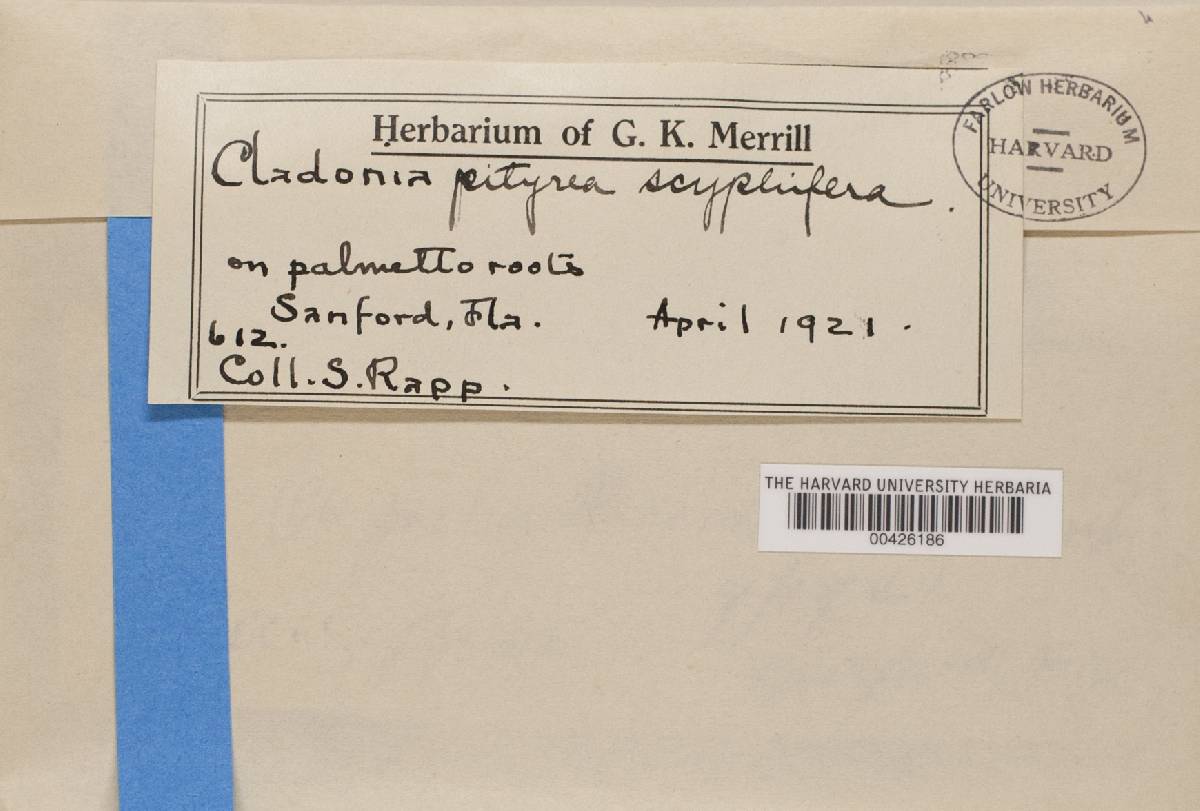 Herbarium of G. K. Merrill
Cladonia pityrea scyphifera.
on palmetto roots
Sanford, Fla. April 1921.
612.
Coll. S. Rapp.
FARLOW HERBARIUM
HARVARD
UNIVERSITY
THE HARVARD UNIVERSITY HERBARIA
00426186